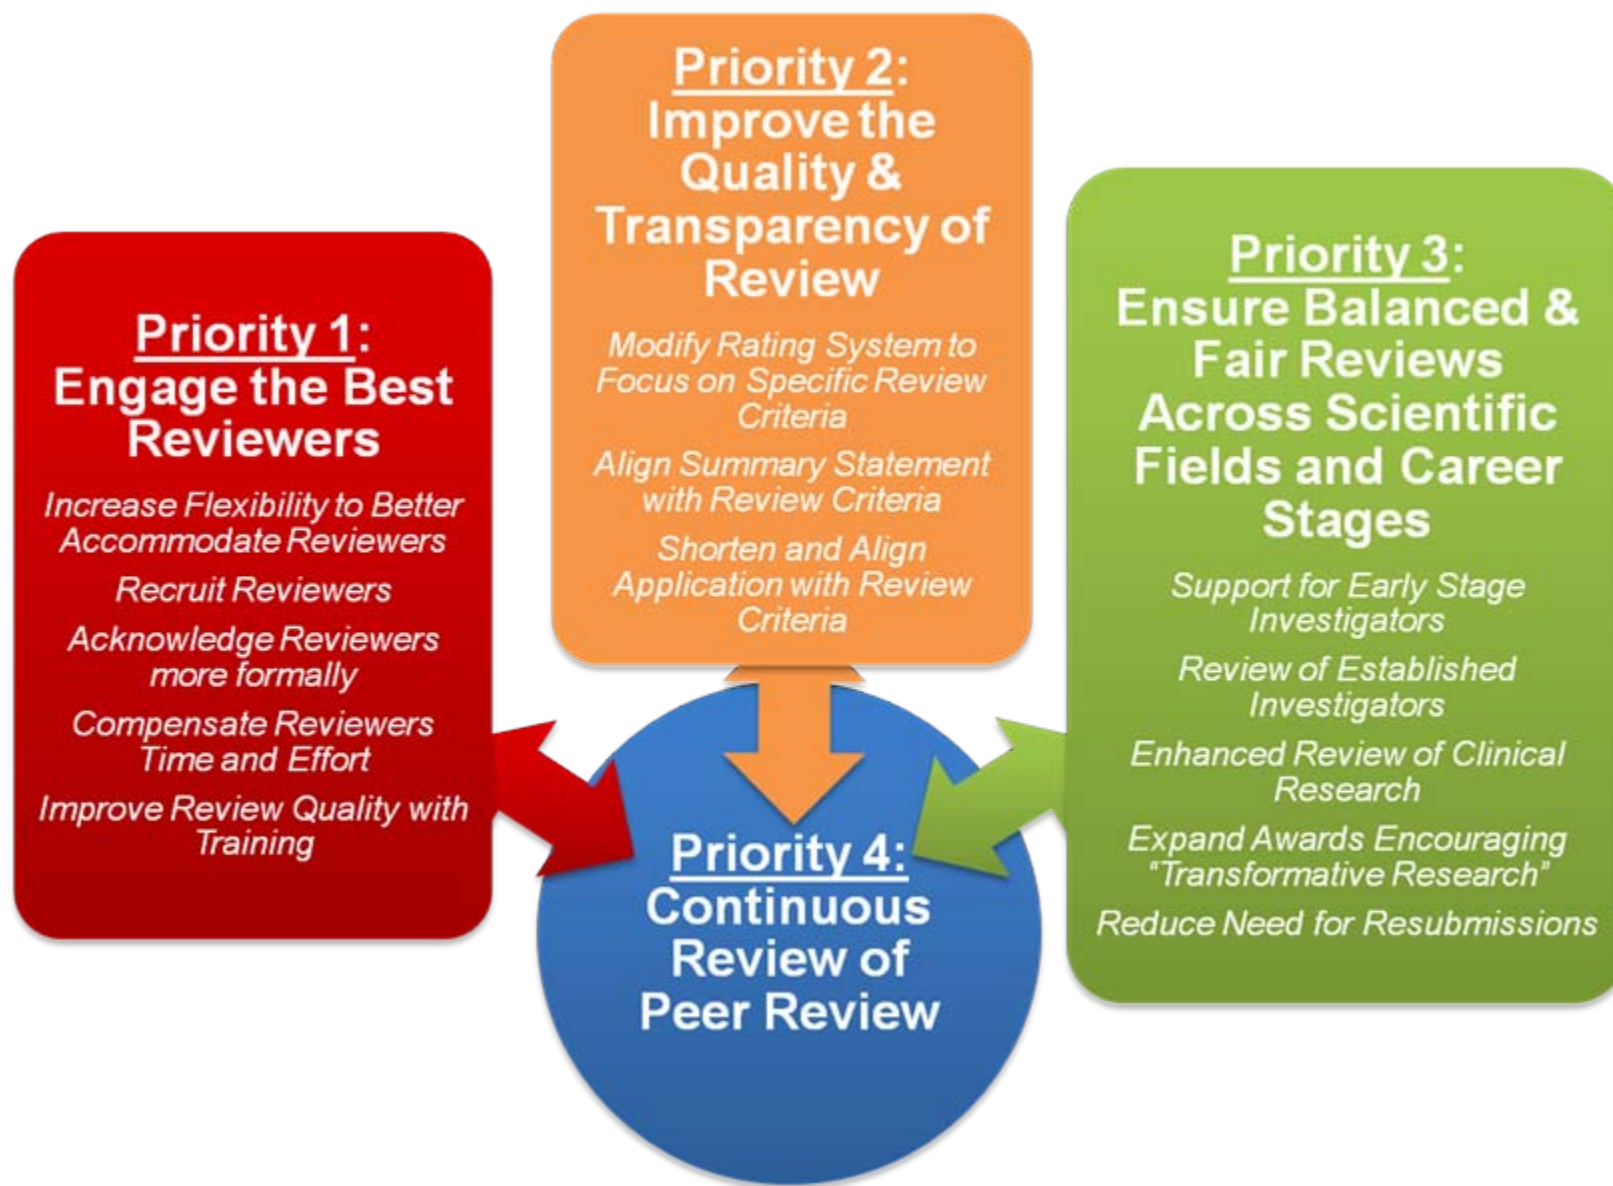 Priority 1:
Engage the Best
Reviewers
Increase Flexibility to Better
Accommodate Reviewers
Recruit Reviewers
Acknowledge Reviewers
more formally
Compensate Reviewers
Time and Effort
Improve Review Quality with
Training
Priority 2:
Improve the
Quality &
Transparency of
Review
Modify Rating System to
Focus on Specific Review
Criteria
Align Summary Statement
with Review Criteria
Shorten and Align
Application with Review
Criteria
Priority 3:
Ensure Balanced &
Fair Reviews
Across Scientific
Fields and Career
Stages
Support for Early Stage
Investigators
Review of Established
Investigators
Enhanced Review of Clinical
Research
Expand Awards Encouraging
“Transformative Research”
Reduce Need for Resubmissions
Priority 4:
Continuous
Review of
Peer Review